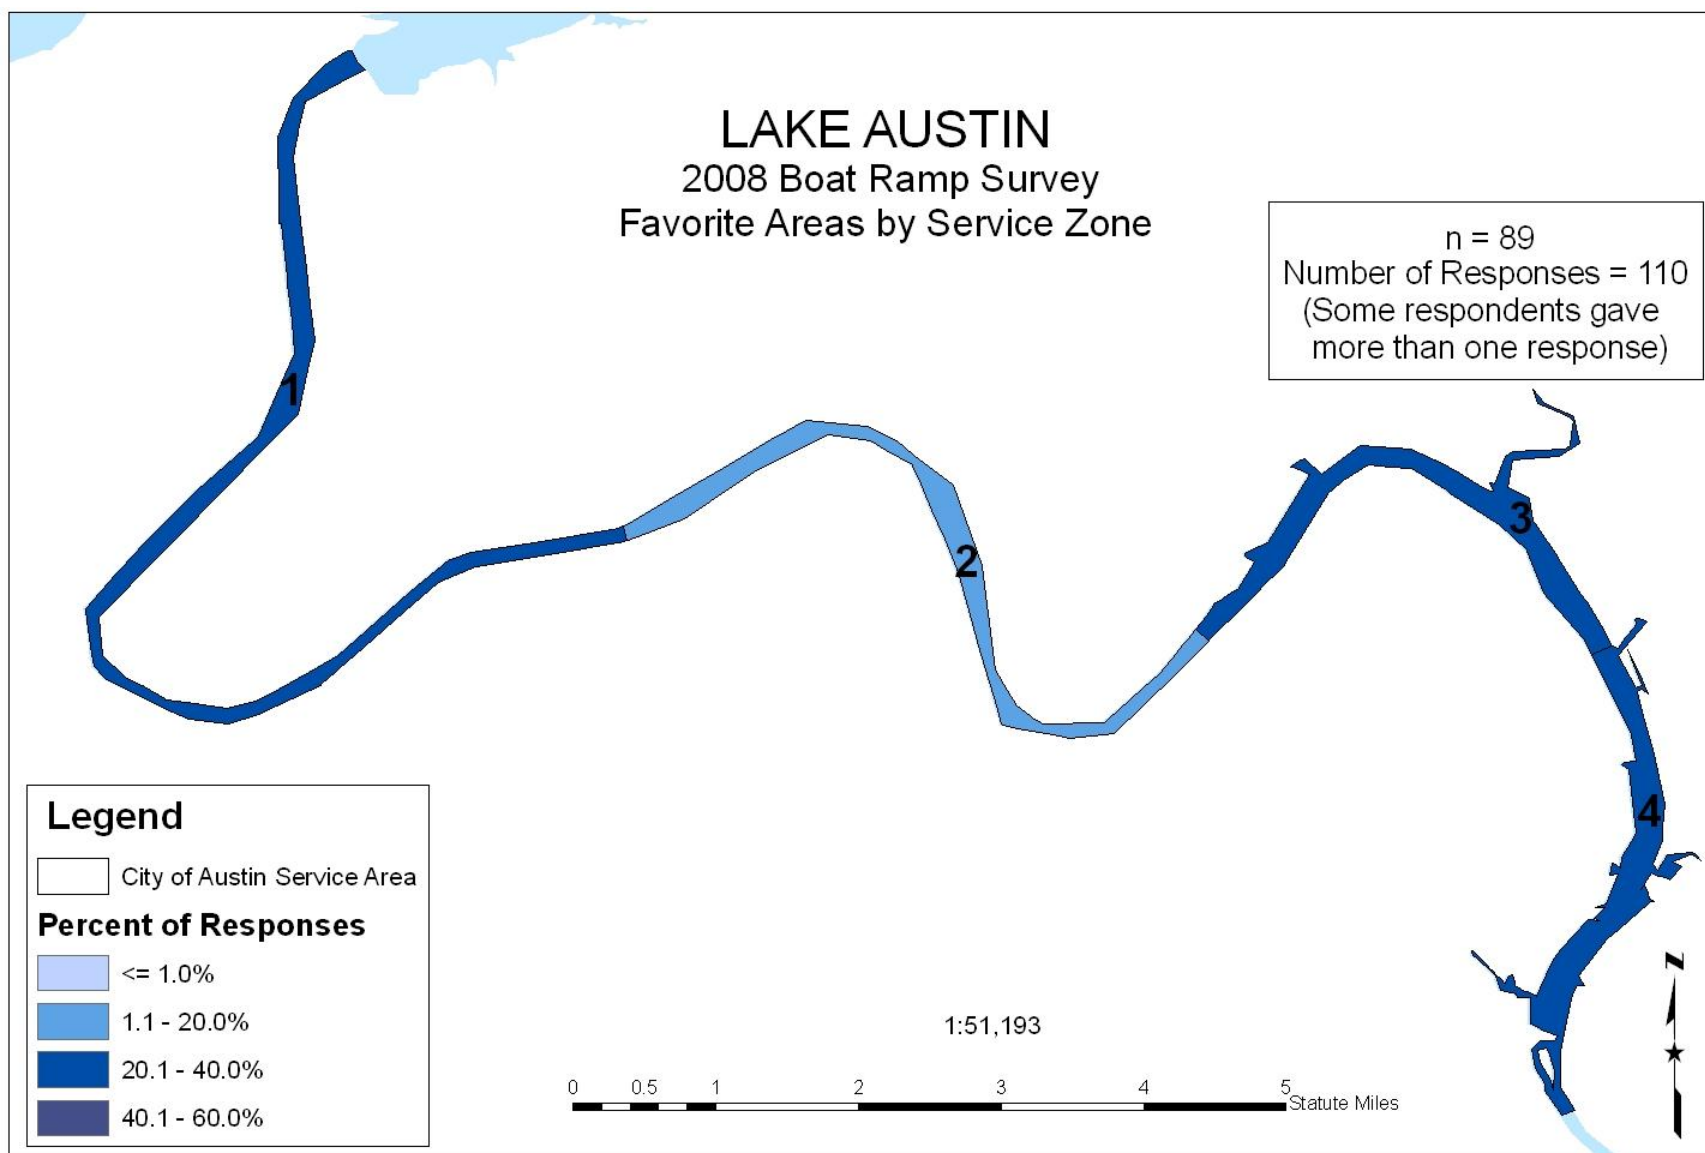 LAKE AUSTIN
2008 Boat Ramp Survey
Favorite Areas by Service Zone
n = 89
Number of Responses = 110
(Some respondents gave
more than one response)
1
2
3
4
Legend
City of Austin Service Area
Percent of Responses
<= 1.0%
1.1 - 20.0%
20.1 - 40.0%
40.1 - 60.0%
1:51,193
0 0.5 1 2 3 4 5
Statute Miles
N